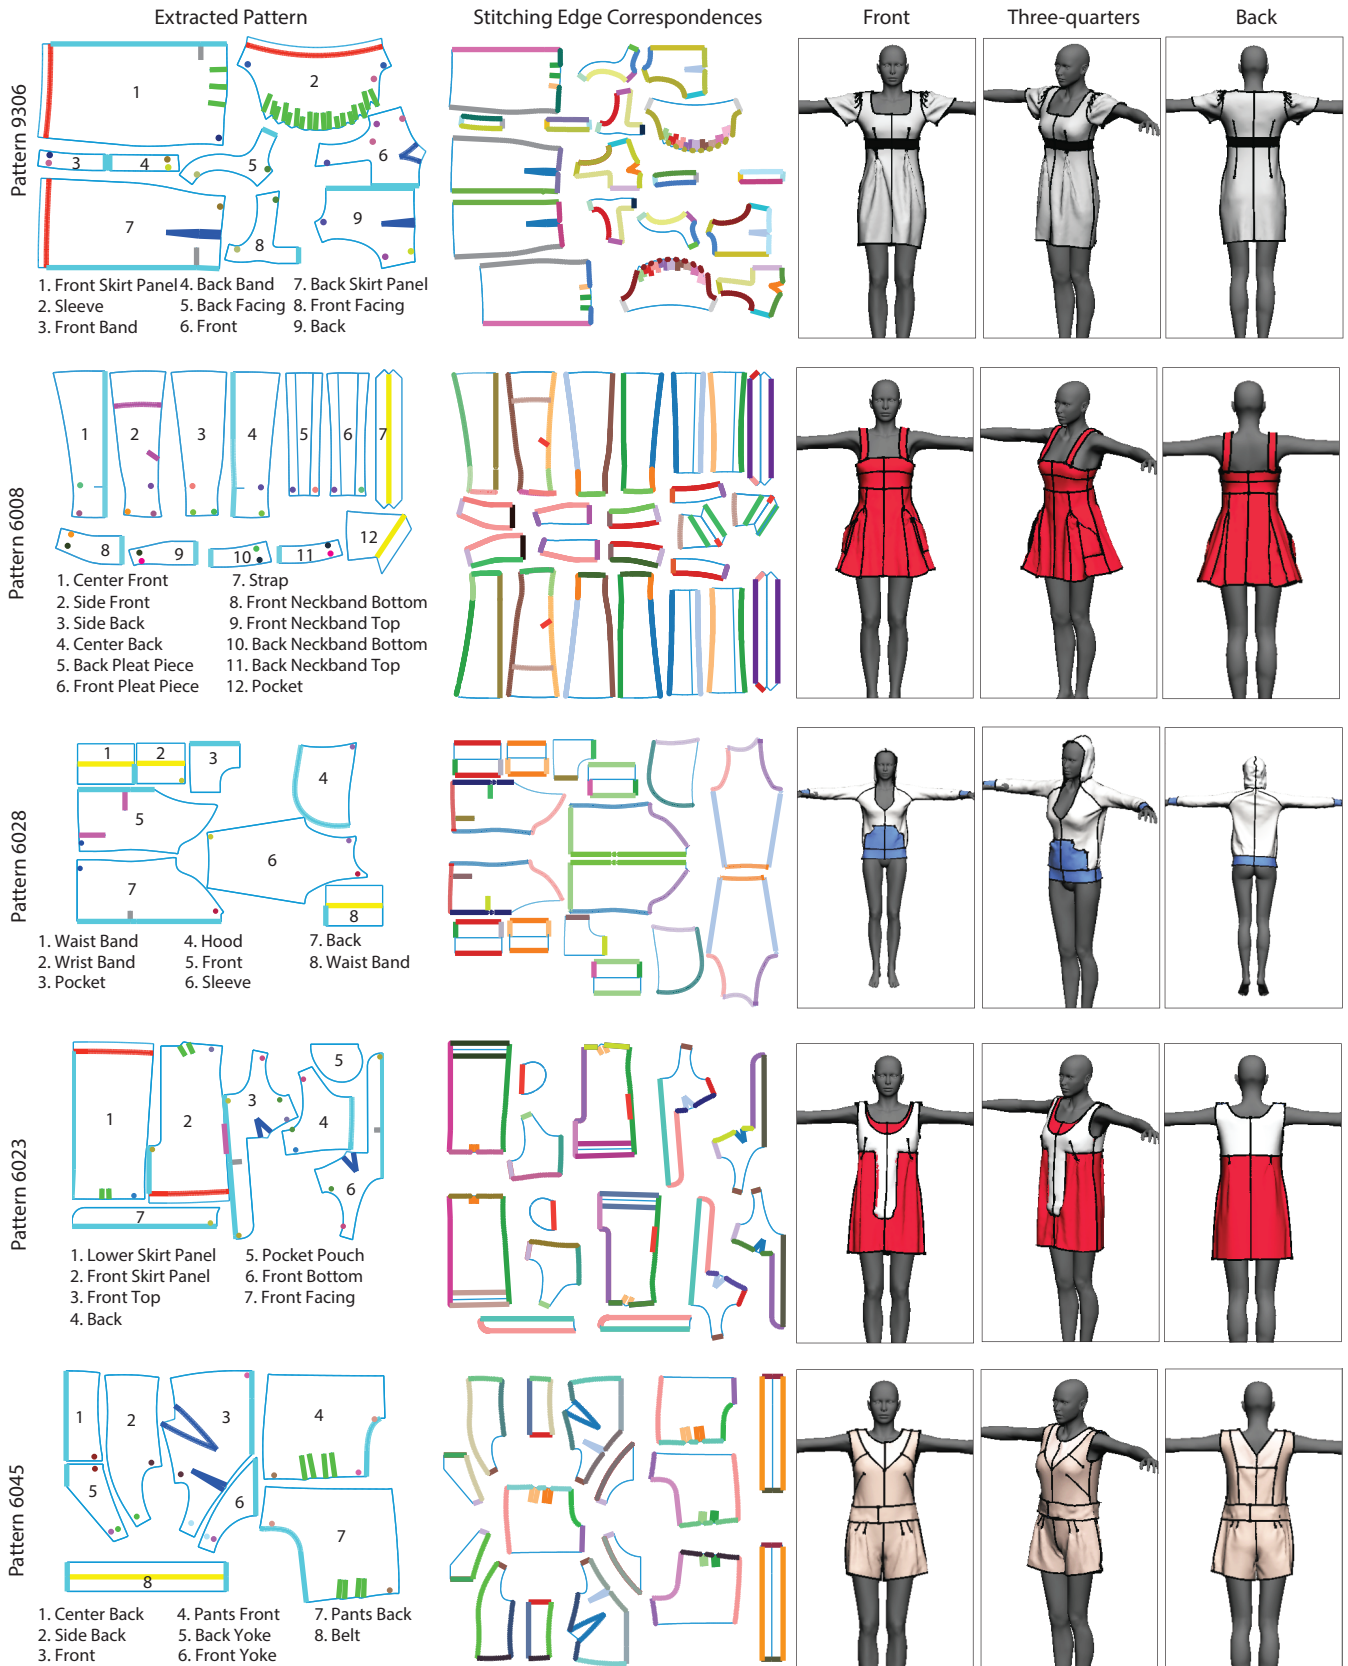 Extracted Pattern
Stitching Edge Correspondences
Front
Three-quarters
Back
Pattern 9306
1
2
3
4
5
6
7
8
9
1. Front Skirt Panel 4. Back Band 7. Back Skirt Panel
2. Sleeve 5. Back Facing 8. Front Facing
3. Front Band 6. Front 9. Back
Pattern 6008
1
2
3
4
5
6
7
8
9
10
11
12
1. Center Front 7. Strap
2. Side Front 8. Front Neckband Bottom
3. Side Back 9. Front Neckband Top
4. Center Back 10. Back Neckband Bottom
5. Back Pleat Piece 11. Back Neckband Top
6. Front Pleat Piece 12. Pocket
Pattern 6028
1
2
3
4
5
6
7
8
1. Waist Band 4. Hood 7. Back
2. Wrist Band 5. Front 8. Waist Band
3. Pocket 6. Sleeve
Pattern 6023
1
2
3
4
5
6
7
1. Lower Skirt Panel 5. Pocket Pouch
2. Front Skirt Panel 6. Front Bottom
3. Front Top 7. Front Facing
4. Back
Pattern 6045
1
2
3
4
5
6
7
8
1. Center Back 4. Pants Front 7. Pants Back
2. Side Back 5. Back Yoke 8. Belt
3. Front 6. Front Yoke